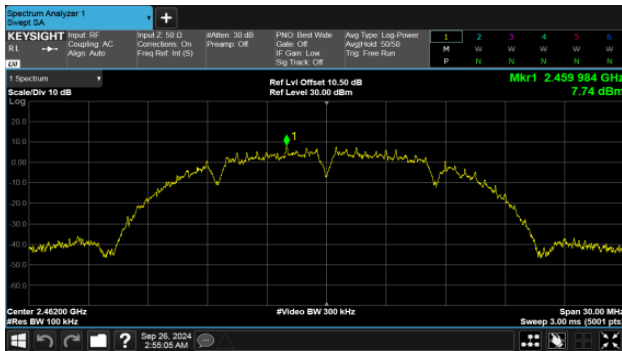 Spectrum Analyzer 1
Swept SA
+
KEYSIGHT Input: RF Input Z: 50 Ω #Atten: 30 dB PNO: Best Wide Avg Type: Log-Power 1 2 3 4 5 6
RL Coupling: AC Corrections: On Preamp: Off Gate: Off Avg|Hold: 50/50 M W W W W W
Align: Auto Freq Ref: Int (S) IF Gain: Low Trig: Free Run P N N N N N
LXI Sig Track: Off
1 Spectrum Ref Lvl Offset 10.50 dB Mkr1 2.459 984 GHz
Scale/Div 10 dB Ref Level 30.00 dBm 7.74 dBm
Log
20.0
1
10.0
0.00
-10.0
-20.0
-30.0
-40.0
-50.0
-60.0
Center 2.46200 GHz #Video BW 300 kHz Span 30.00 MHz
#Res BW 100 kHz Sweep 3.00 ms (5001 pts)
? Sep 26, 2024
2:55:05 AM